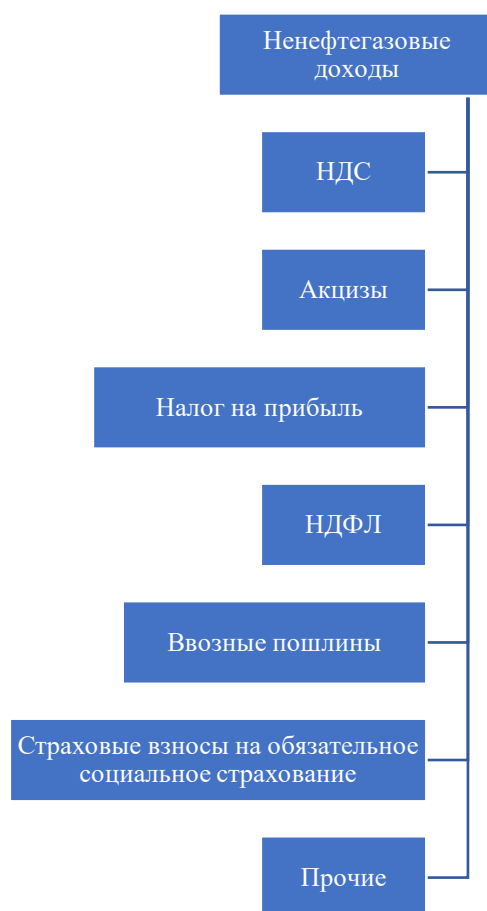 Ненефтегазовые
доходы
НДС
Акцизы
Налог на прибыль
НДФЛ
Ввозные пошлины
Страховые взносы на обязательное
социальное страхование
Прочие